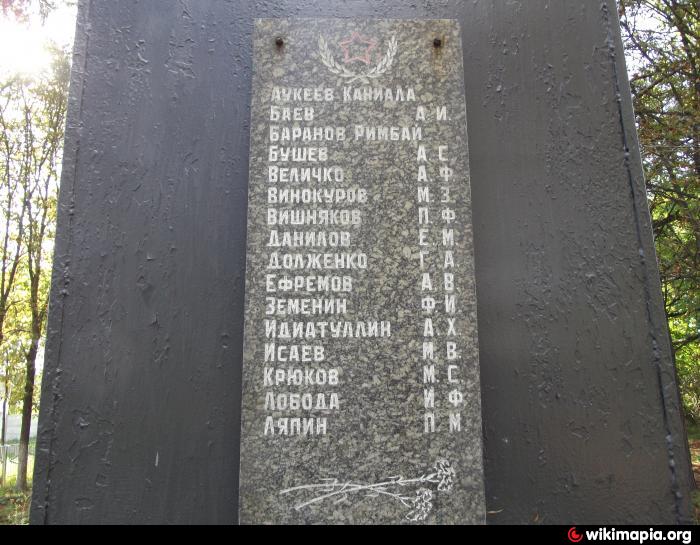 Аукеев Каниала
Баев А И.
Баранов Римбай
Бушев А С
Величко А. Ф
Винокуров М. З.
Вишняков П. Ф
Данилов Е. М
Долженко Г А
Ефремов А. В
Земенин Ф И
Идиатуллин А. Х
Исаев И. В.
Крюков М. С
Лобода И Ф
Ляпин П М
wikimapia.org